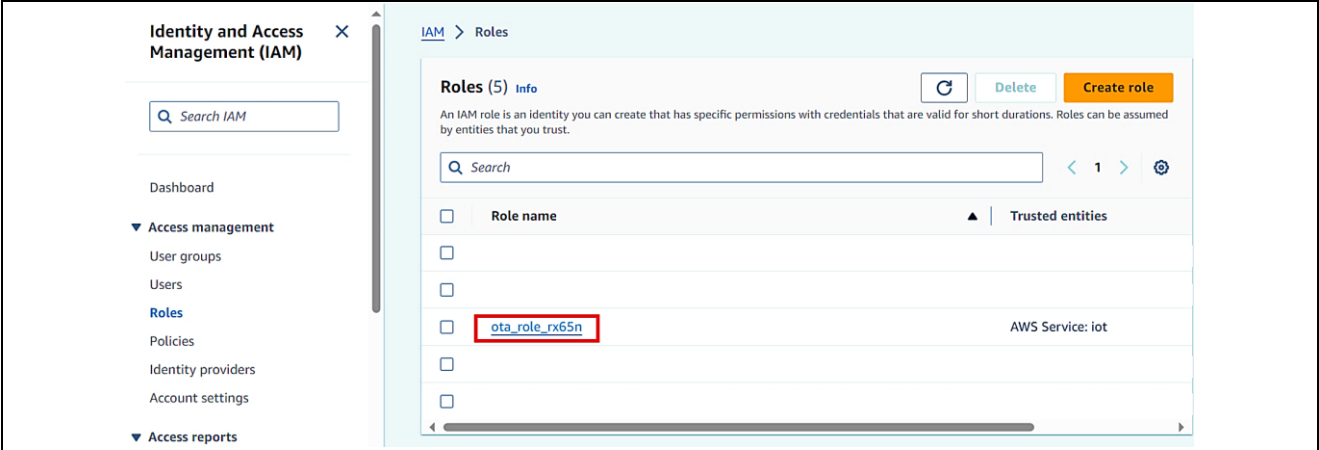 Identity and Access
Management (IAM)
Search IAM
Dashboard
Access management
User groups
Users
Roles
Policies
Identity providers
Account settings
Access reports
IAM > Roles
Roles (5) Info
Delete
Create role
An IAM role is an identity you can create that has specific permissions with credentials that are valid for short durations. Roles can be assumed
by entities that you trust.
Search
1
Role name
Trusted entities
ota_role_rx65n
AWS Service: iot